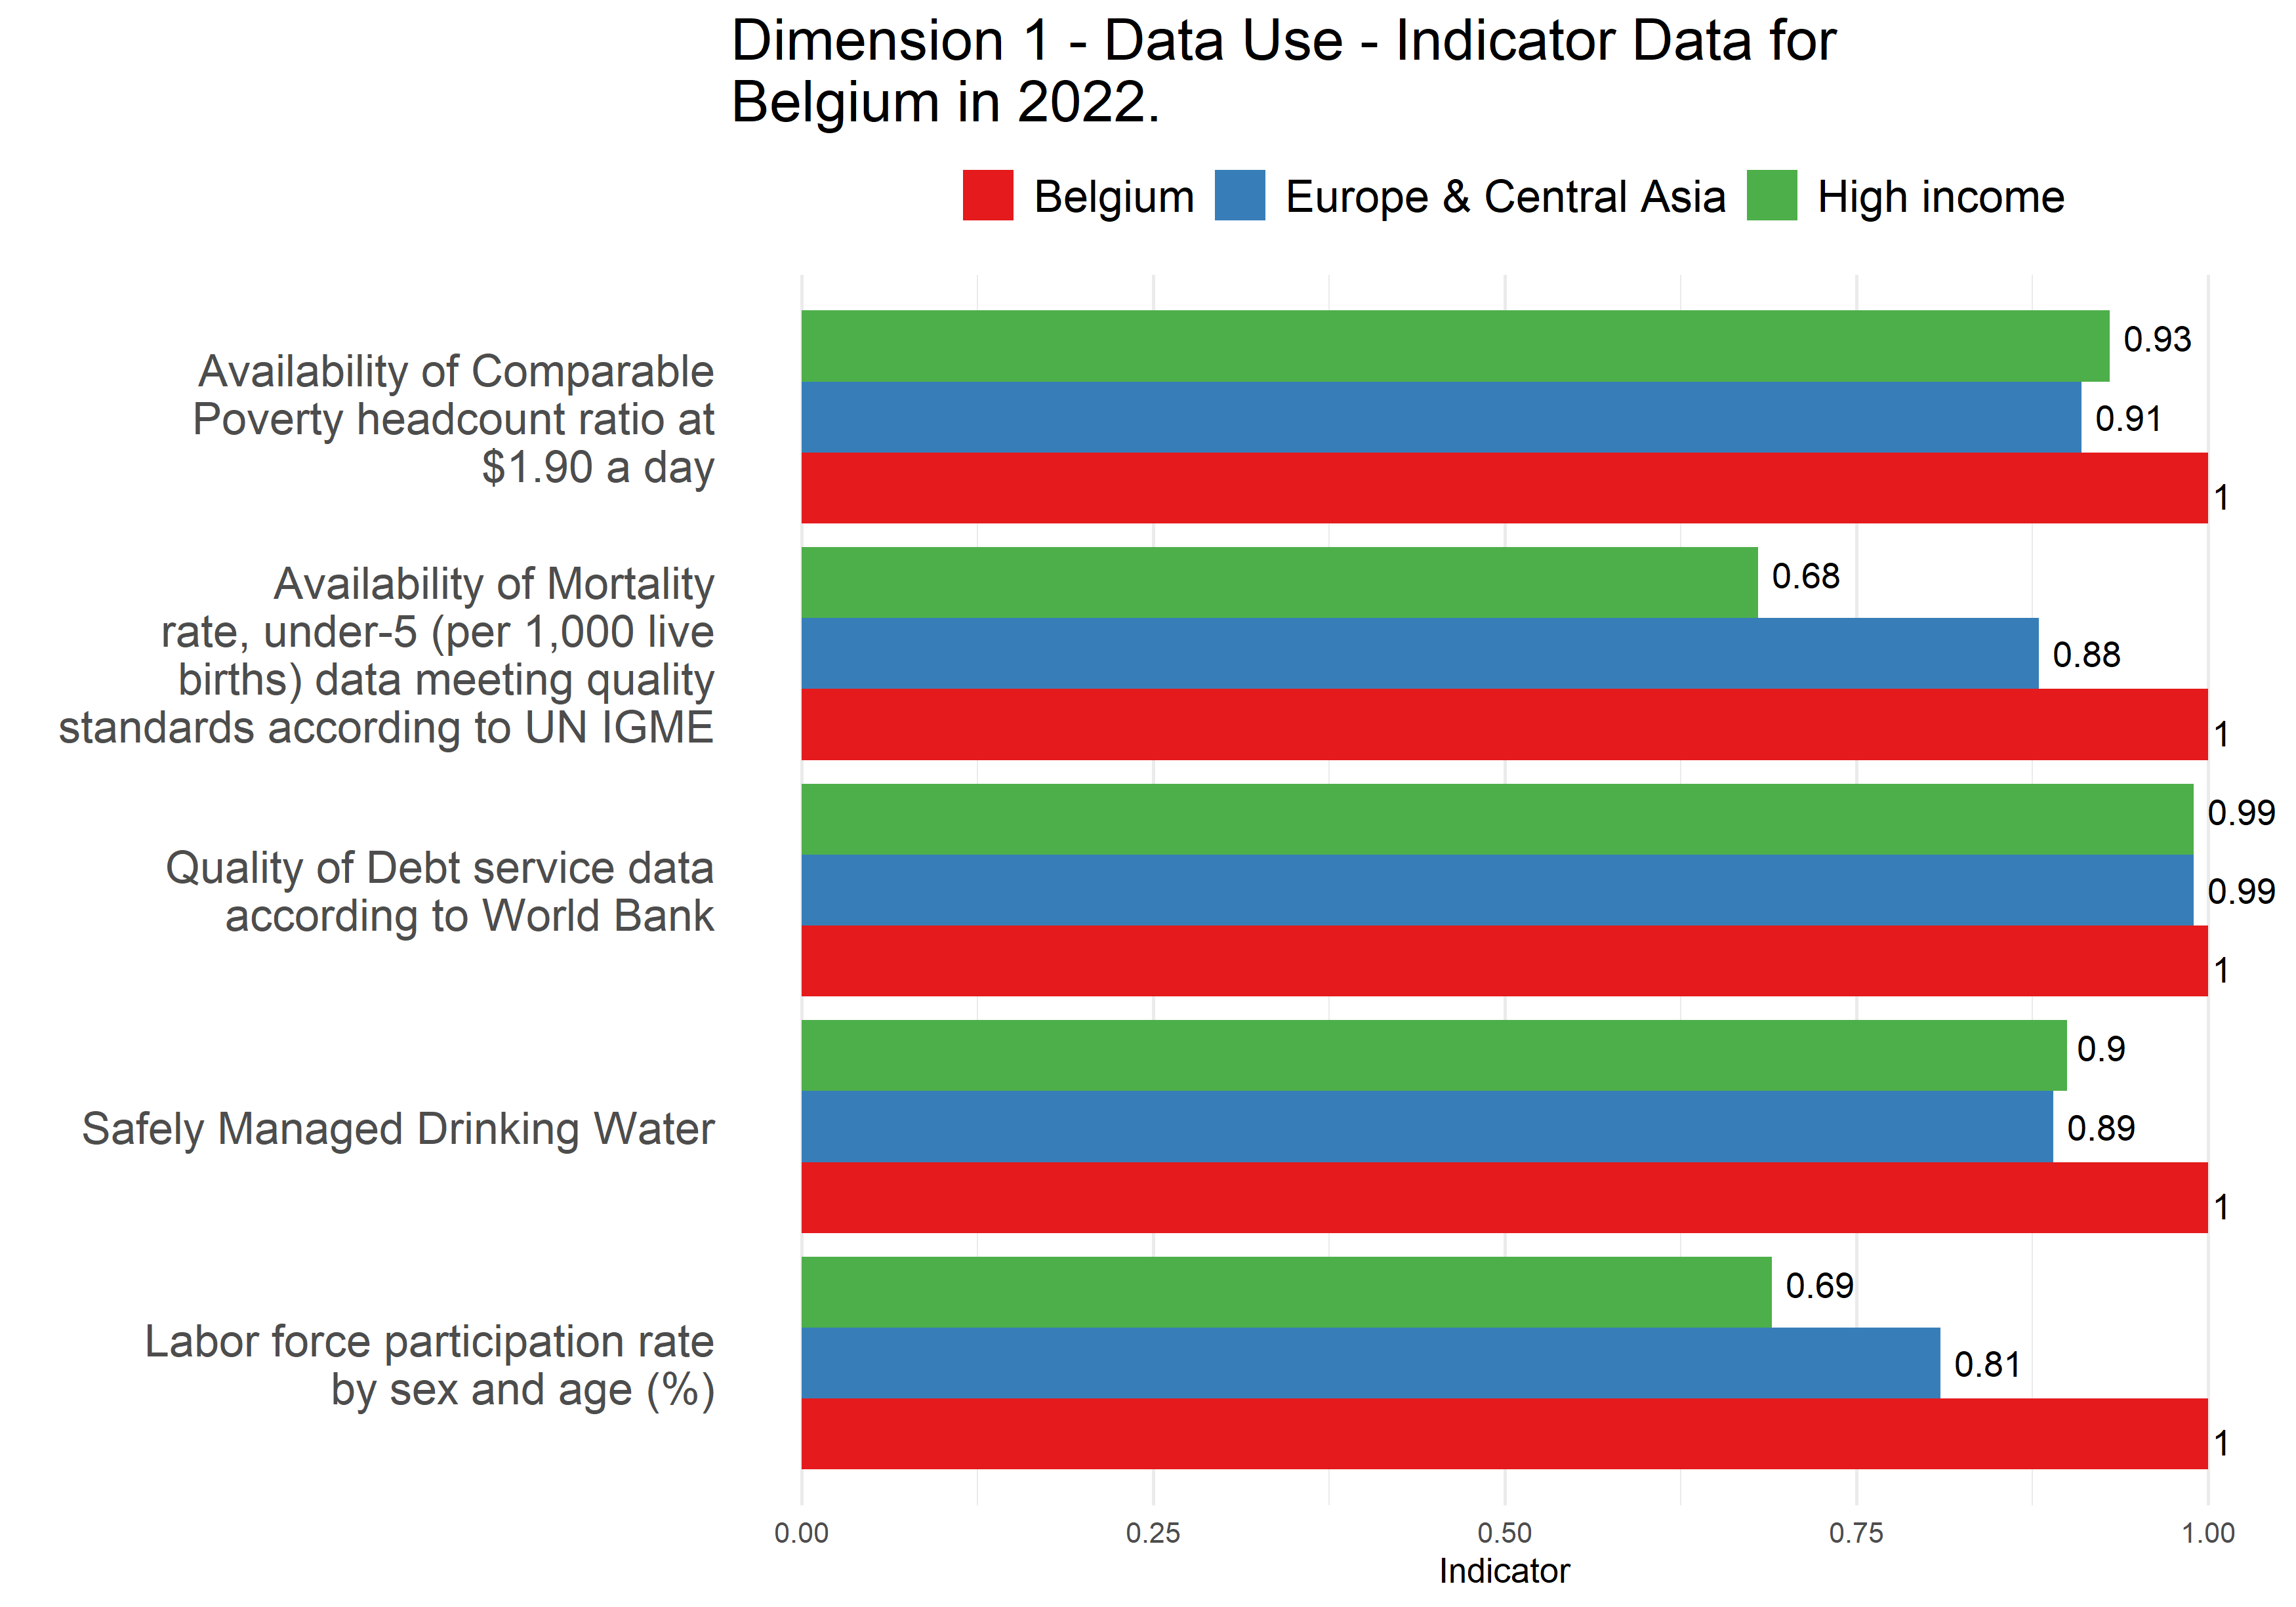 Dimension 1 - Data Use - Indicator Data for
Belgium in 2022.
Belgium
Europe & Central Asia
High income
Availability of Comparable
Poverty headcount ratio at
$1.90 a day
0.93
0.91
1
Availability of Mortality
rate, under-5 (per 1,000 live
births) data meeting quality
standards according to UN IGME
0.68
0.88
1
Quality of Debt service data
according to World Bank
0.99
0.99
1
Safely Managed Drinking Water
0.9
0.89
1
Labor force participation rate
by sex and age (%)
0.69
0.81
1
0.00
0.25
0.50
0.75
1.00
Indicator